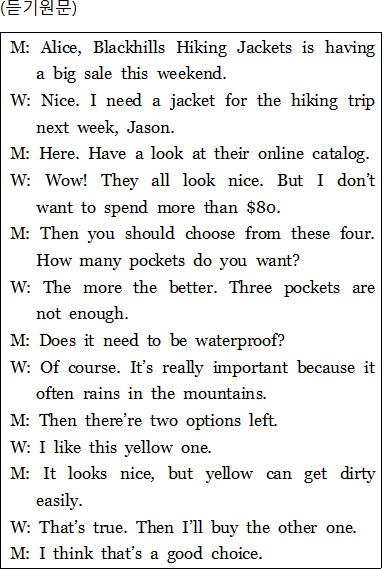 (듣기원문)
M: Alice, Blackhills Hiking Jackets is having
a big sale this weekend.
W: Nice. I need a jacket for the hiking trip
next week, Jason.
M: Here. Have a look at their online catalog.
W: Wow! They all look nice. But I don't
want to spend more than $80.
M: Then you should choose from these four.
How many pockets do you want?
W: The more the better. Three pockets are
not enough.
M: Does it need to be waterproof?
W: Of course. It's really important because it
often rains in the mountains.
M: Then there're two options left.
W: I like this yellow one.
M: It looks nice, but yellow can get dirty
easily.
W: That's true. Then I'll buy the other one.
M: I think that's a good choice.